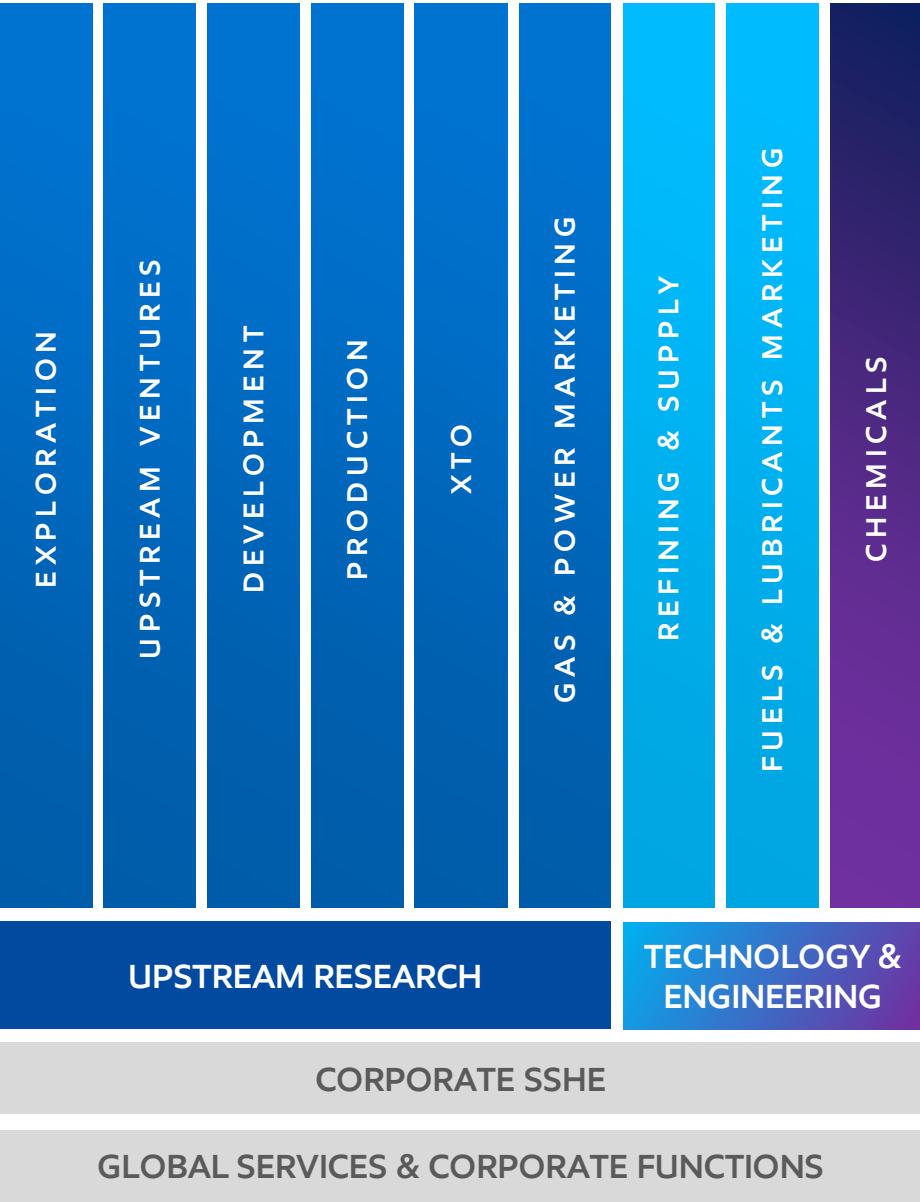 EXPLORATION
UPSTREAM VENTURES
DEVELOPMENT
PRODUCTION
XTO
GAS & POWER MARKETING
REFINING & SUPPLY
FUELS & LUBRICANTS MARKETING
CHEMICALS
UPSTREAM RESEARCH
TECHNOLOGY &
ENGINEERING
CORPORATE SSHE
GLOBAL SERVICES & CORPORATE FUNCTIONS